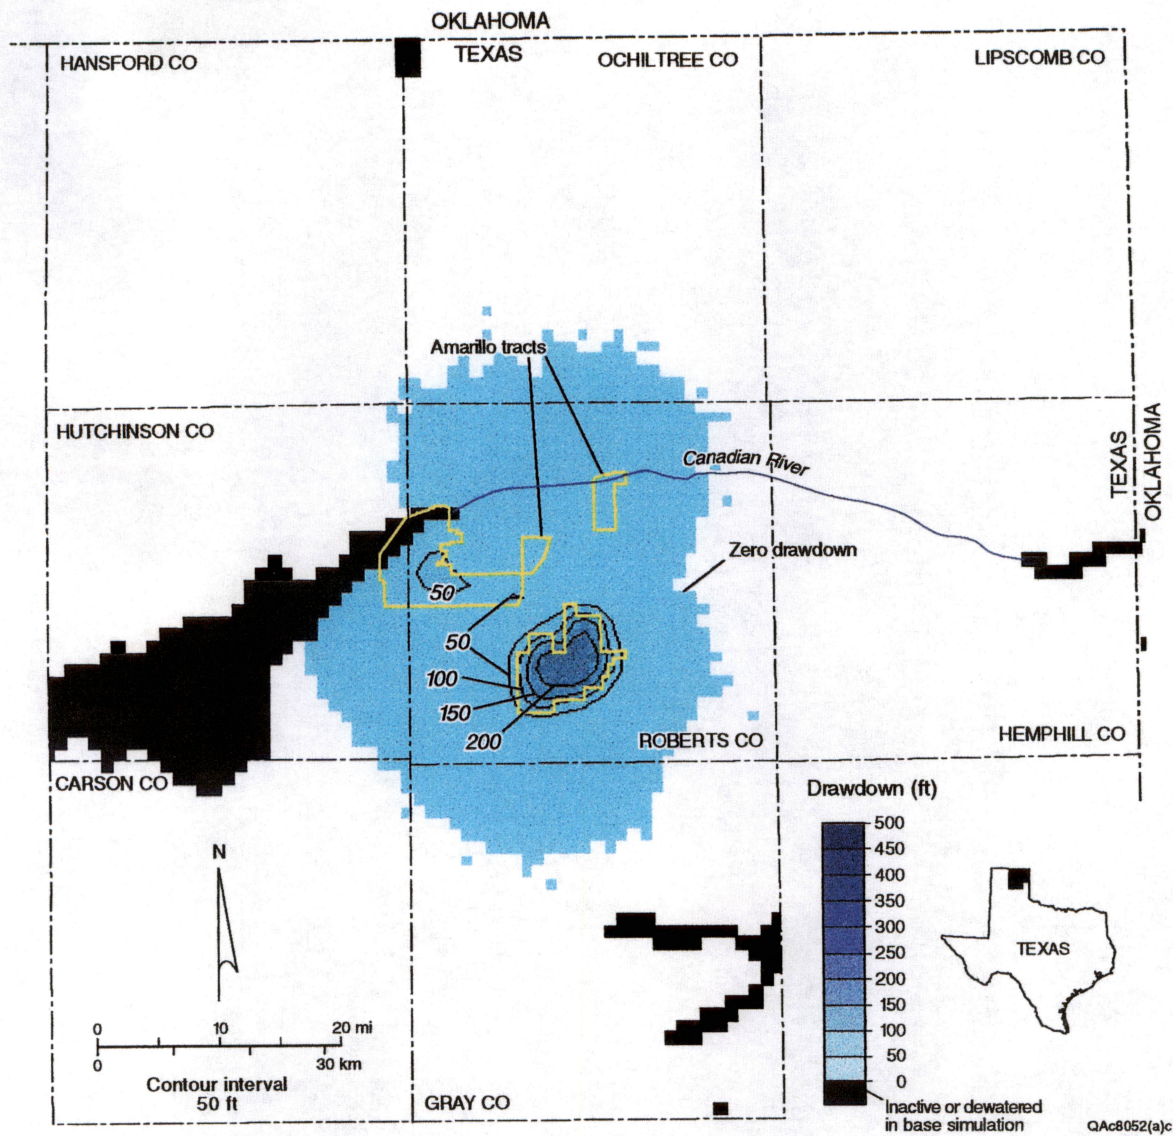 OKLAHOMA
TEXAS
HANSFORD CO
OCHILTREE CO
LIPSCOMB CO
Amarillo tracts
HUTCHINSON CO
Canadian River
TEXAS
OKLAHOMA
Zero drawdown
50
50
100
150
200
ROBERTS CO
HEMPHILL CO
CARSON CO
Drawdown (ft)
500
450
400
350
300
250
200
150
100
50
0
Inactive or dewatered
in base simulation
TEXAS
N
0 10 20 mi
0 30 km
Contour interval
50 ft
GRAY CO
QAc8052(a)c